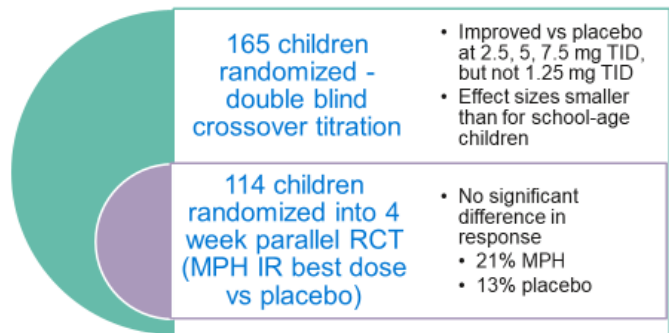 165 children
randomized -
double blind
crossover titration
• Improved vs placebo
at 2.5, 5, 7.5 mg TID,
but not 1.25 mg TID
• Effect sizes smaller
than for school-age
children
114 children
randomized into 4
week parallel RCT
(MPH IR best dose
vs placebo)
• No significant
difference in
response
• 21% MPH
• 13% placebo